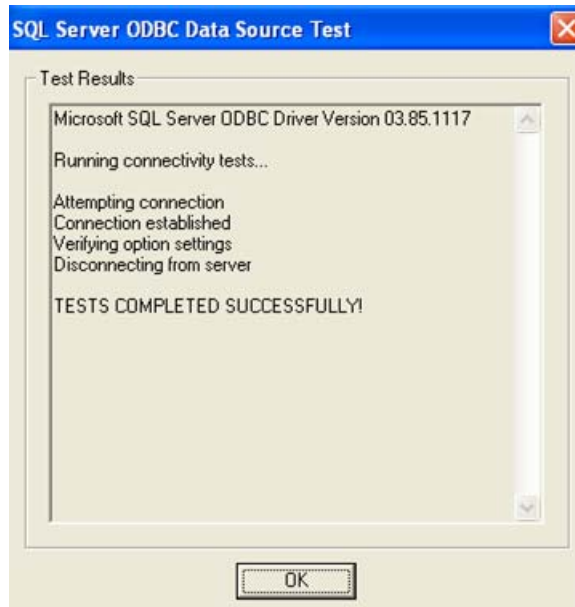 SQL Server ODBC Data Source Test
Test Results
Microsoft SQL Server ODBC Driver Version 03.85.1117
Running connectivity tests...
Attempting connection
Connection established
Verifying option settings
Disconnecting from server
TESTS COMPLETED SUCCESSFULLY!
OK